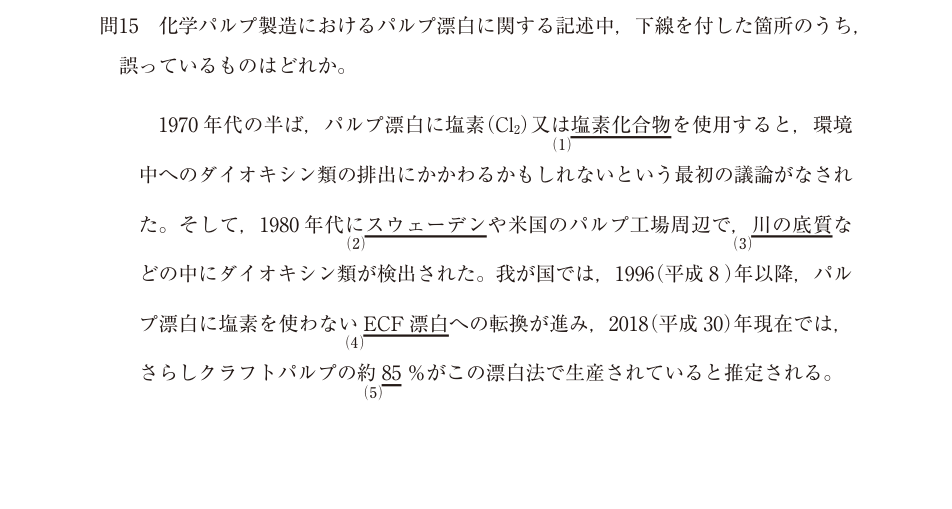 問15　化学パルプ製造におけるパルプ漂白に関する記述中，下線を付した箇所のうち，
誤っているものはどれか。
1970 年代の半ば，パルプ漂白に塩素(Cl₂)又は塩素化合物を使用すると，環境
(1)
中へのダイオキシン類の排出にかかわるかもしれないという最初の議論がなされ
た。そして，1980 年代にスウェーデンや米国のパルプ工場周辺で，川の底質な
(2) (3)
どの中にダイオキシン類が検出された。我が国では，1996(平成 8 )年以降，パル
プ漂白に塩素を使わない ECF 漂白への転換が進み，2018(平成 30)年現在では，
(4)
さらしクラフトパルプの約 85 %がこの漂白法で生産されていると推定される。
(5)